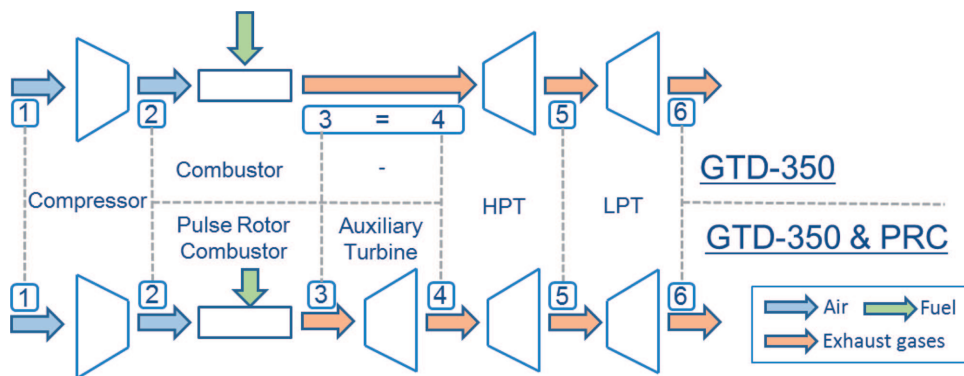 1
2
3 = 4
5
6
Combustor
-
GTD-350
Compressor
HPT
LPT
Pulse Rotor
Combustor
Auxiliary
Turbine
GTD-350 & PRC
1
2
3
4
5
6
Air
Fuel
Exhaust gases